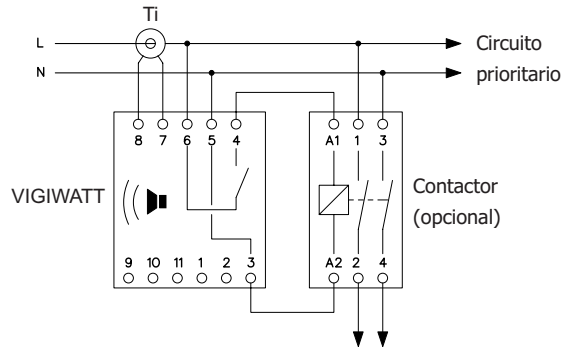 Ti
L
Circuito
N
prioritario
8 7 6 5 4
A1 1 3
VIGIWATT
Contactor
(opcional)
9 10 11 1 2 3
A2 2 4